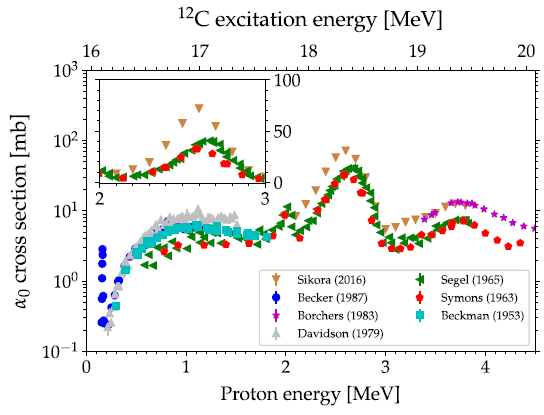 ¹²C excitation energy [MeV]
16 17 18 19 20
10³
10²
10¹
10⁰
10⁻¹
α₀ cross section [mb]
100
50
0
2 3
Sikora (2016)
Becker (1987)
Borchers (1983)
Davidson (1979)
Segel (1965)
Symons (1963)
Beckman (1953)
0 1 2 3 4
Proton energy [MeV]